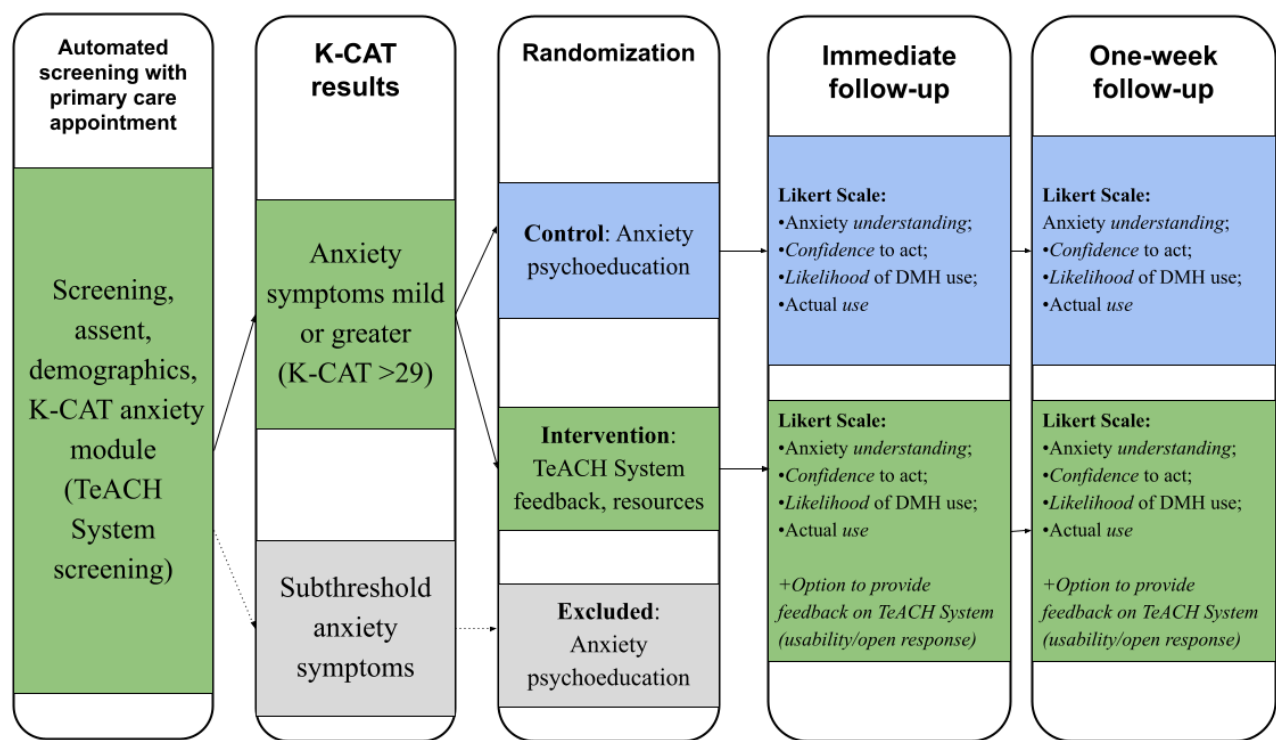 Automated
screening with
primary care
appointment
Screening,
assent,
demographics,
K-CAT anxiety
module
(TeACH
System
screening)
K-CAT
results
Anxiety
symptoms mild
or greater
(K-CAT >29)
Subthreshold
anxiety
symptoms
Randomization
Control: Anxiety
psychoeducation
Intervention:
TeACH System
feedback, resources
Excluded:
Anxiety
psychoeducation
Immediate
follow-up
Likert Scale:
•Anxiety understanding;
•Confidence to act;
•Likelihood of DMH use;
•Actual use
Likert Scale:
•Anxiety understanding;
•Confidence to act;
•Likelihood of DMH use;
•Actual use
+Option to provide
feedback on TeACH System
(usability/open response)
One-week
follow-up
Likert Scale:
Anxiety understanding;
•Confidence to act;
•Likelihood of DMH use;
•Actual use
Likert Scale:
•Anxiety understanding;
•Confidence to act;
•Likelihood of DMH use;
•Actual use
+Option to provide
feedback on TeACH System
(usability/open response)